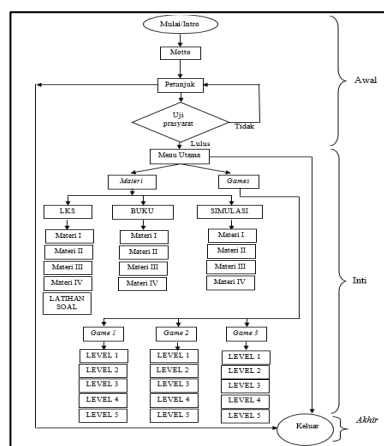 Mulai/Intro
Motto
Petunjuk
Uji
prasyarat
Tidak
Lulus
Awal
Menu Utama
Materi
Games
LKS
BUKU
SIMULASI
Materi I
Materi II
Materi III
Materi IV
LATIHAN
SOAL
Materi I
Materi II
Materi III
Materi IV
Materi I
Materi II
Materi III
Materi IV
Inti
Game 1
Game 2
Game 3
LEVEL 1
LEVEL 2
LEVEL 3
LEVEL 4
LEVEL 5
LEVEL 1
LEVEL 2
LEVEL 3
LEVEL 4
LEVEL 5
LEVEL 1
LEVEL 2
LEVEL 3
LEVEL 4
LEVEL 5
Keluar
Akhir